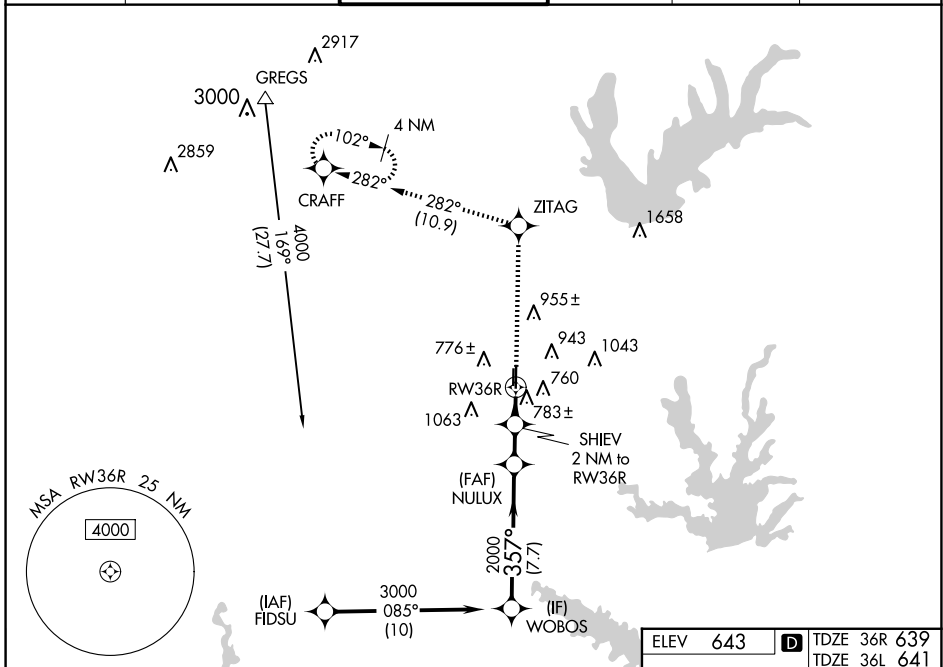 2917
GREGS
3000
2859
102°
4 NM
282°
CRAFF
282°
(10.9)
ZITAG
1658
4000
169°
(27.7)
955±
776±
943
1043
RW36R
760
1063
783±
SHIEV
2 NM to
RW36R
(FAF)
NULUX
MSA RW36R 25 NM
4000
2000
357°
(7.7)
(IAF)
FIDSU
3000
085°
(10)
(IF)
WOBOS
ELEV 643
D
TDZE 36R 639
TDZE 36L 641